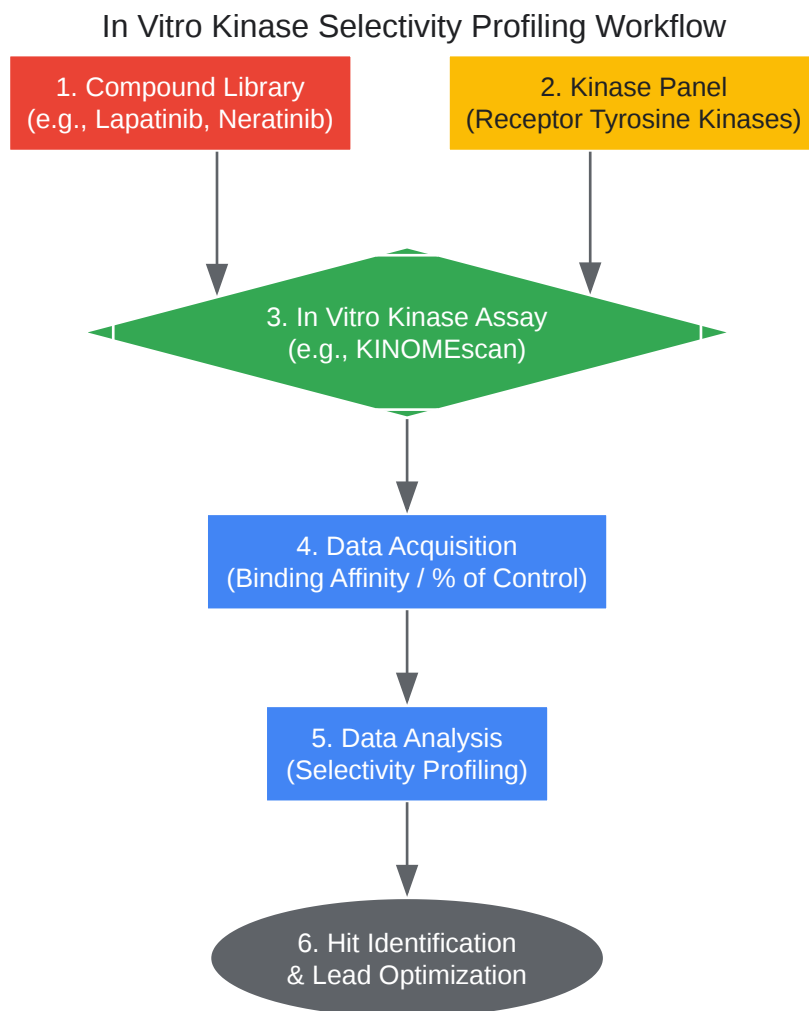 In Vitro Kinase Selectivity Profiling Workflow
1. Compound Library
(e.g., Lapatinib, Neratinib)
2. Kinase Panel
(Receptor Tyrosine Kinases)
3. In Vitro Kinase Assay
(e.g., KINOMEscan)
4. Data Acquisition
(Binding Affinity / % of Control)
5. Data Analysis
(Selectivity Profiling)
6. Hit Identification
& Lead Optimization